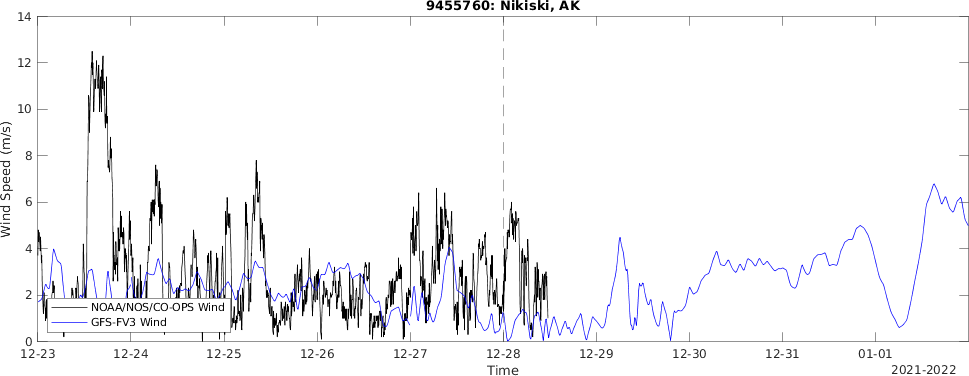 9455760: Nikiski, AK
14
12
10
8
6
4
2
0
Wind Speed (m/s)
NOAA/NOS/CO-OPS Wind
GFS-FV3 Wind
12-23 12-24 12-25 12-26 12-27 12-28 12-29 12-30 12-31 01-01
Time
2021-2022